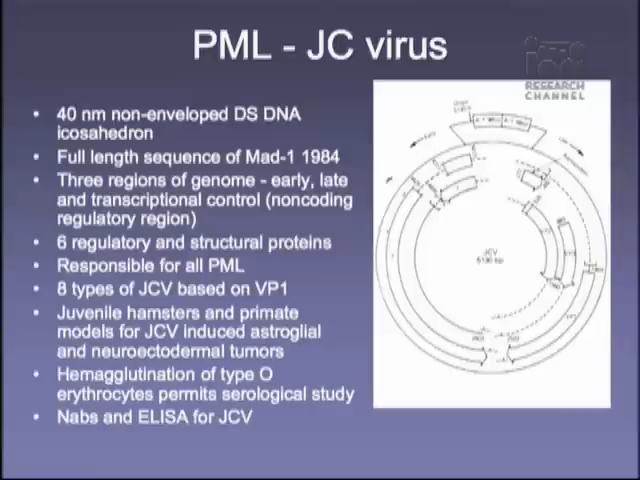 PML - JC virus
RESEARCH
CHANNEL
• 40 nm non-enveloped DS DNA
icosahedron
• Full length sequence of Mad-1 1984
• Three regions of genome - early, late
and transcriptional control (noncoding
regulatory region)
• 6 regulatory and structural proteins
• Responsible for all PML
• 8 types of JCV based on VP1
• Juvenile hamsters and primate
models for JCV induced astroglial
and neuroectodermal tumors
• Hemagglutination of type O
erythrocytes permits serological study
• Nabs and ELISA for JCV
JCV